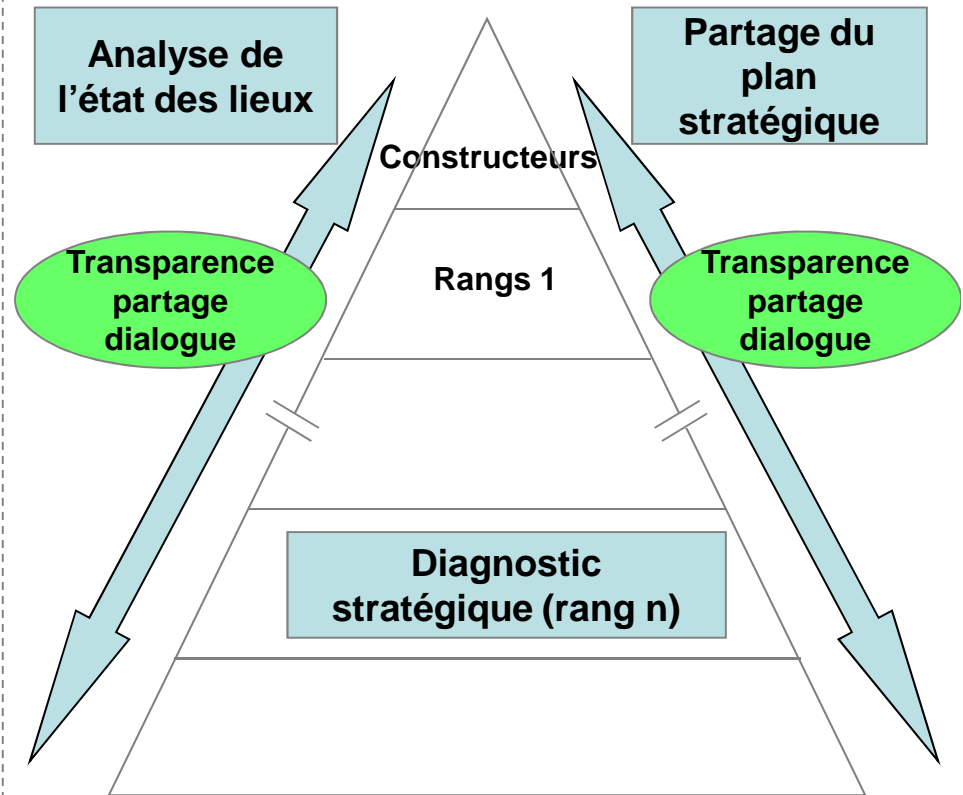 Analyse de
l’état des lieux
Partage du
plan
stratégique
Constructeurs
Transparence
partage
dialogue
Rangs 1
Transparence
partage
dialogue
Diagnostic
stratégique (rang n)